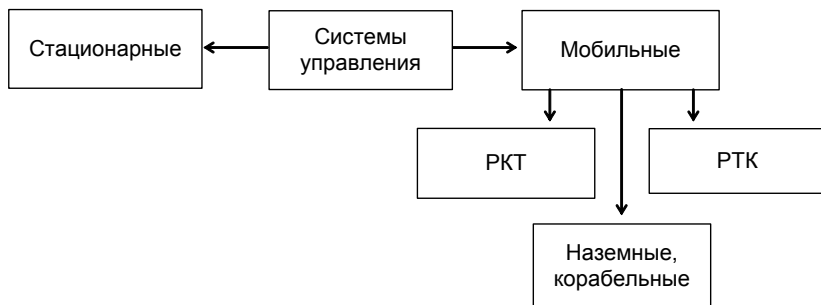 Стационарные
Системы
управления
Мобильные
РКТ
РТК
Наземные,
корабельные